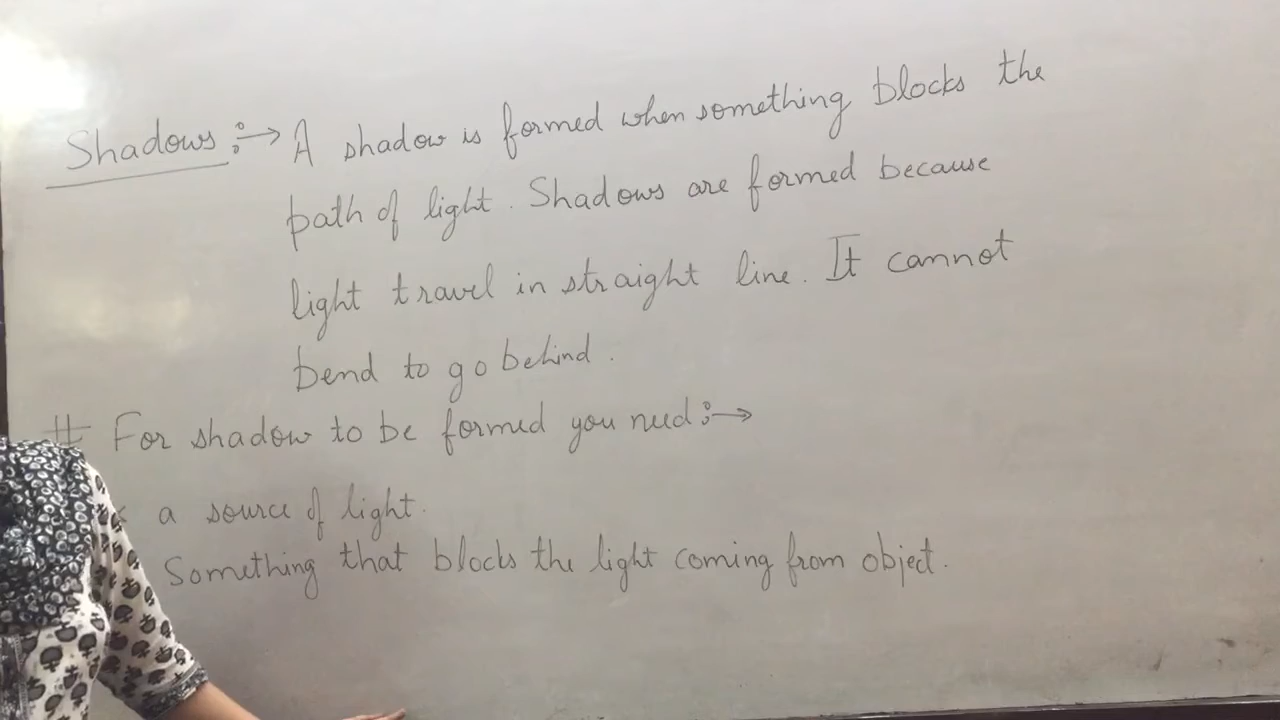 Shadows :→ A shadow is formed when something blocks the
path of light. Shadows are formed because
light travel in straight line. It cannot
bend to go behind.
# For shadow to be formed you need :→
a source of light.
Something that blocks the light coming from object.